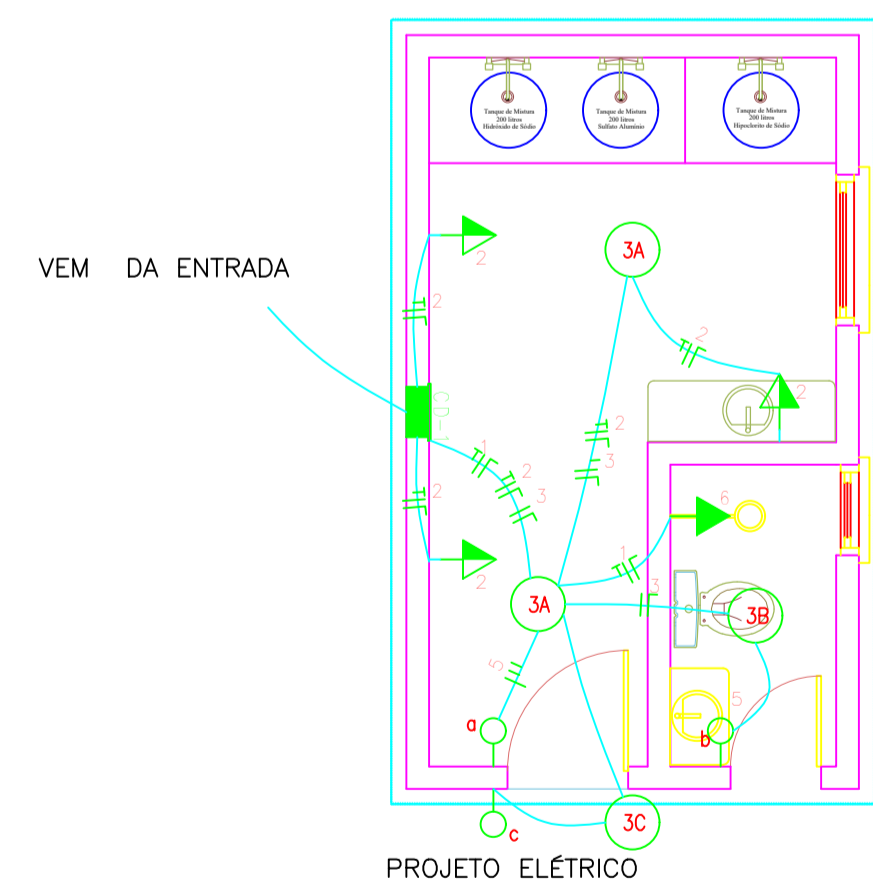 Tanque de Mistura
200 litros
Hidróxido de Sódio
Tanque de Mistura
200 litros
Sulfato Alumínio
Tanque de Mistura
200 litros
Hipoclorito de Sódio
2
3A
VEM DA ENTRADA
2
2
2
CD-1
2
1
3
2
3
2
6
2
1
3
3A
3B
5
5
a
b
c
3C
PROJETO ELÉTRICO